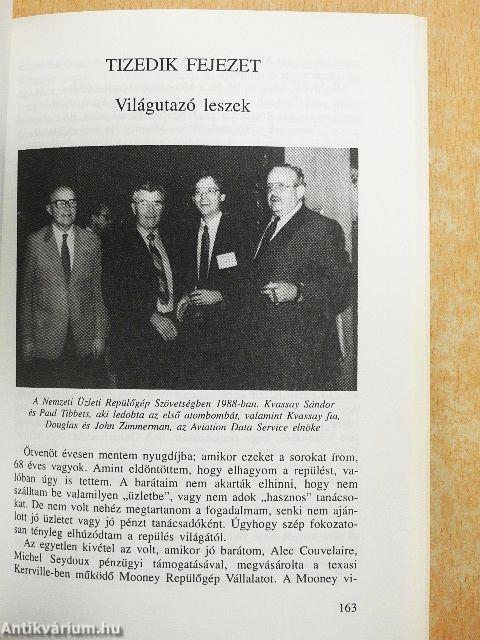 TIZEDIK FEJEZET
Világutazó leszek
A Nemzeti Üzleti Repülőgép Szövetségben 1988-ban. Kvassay Sándor
és Paul Tibbets, aki ledobta az első atombombát, valamint Kvassay fia,
Douglas és John Zimmerman, az Aviation Data Service elnöke
Ötvenöt évesen mentem nyugdíjba; amikor ezeket a sorokat írom,
68 éves vagyok. Amint eldöntöttem, hogy elhagyom a repülést, va-
lóban úgy is tettem. A barátaim nem akarták elhinni, hogy nem
szálltam be valamilyen „üzletbe”, vagy nem adok „hasznos” tanácso-
kat. De nem volt nehéz megtartanom a fogadalmam, senki nem aján-
lott jó üzletet vagy jó pénzt tanácsadóként. Úgyhogy szép fokozato-
san tényleg elhúzódtam a repülés világától.
Az egyetlen kivétel az volt, amikor jó barátom, Alec Couvelaire,
Michel Seydoux pénzügyi támogatásával, megvásárolta a texasi
Kerrville-ben működő Mooney Repülőgép Vállalatot. A Mooney vi-
163
Antikvárium.hu